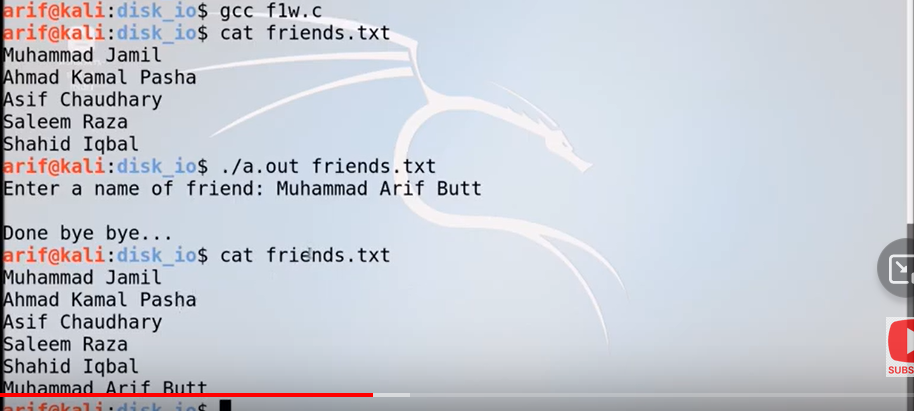 arif@kali:disk_io$ gcc f1w.c
arif@kali:disk_io$ cat friends.txt
Muhammad Jamil
Ahmad Kamal Pasha
Asif Chaudhary
Saleem Raza
Shahid Iqbal
arif@kali:disk_io$ ./a.out friends.txt
Enter a name of friend: Muhammad Arif Butt
Done bye bye...
arif@kali:disk_io$ cat friends.txt
Muhammad Jamil
Ahmad Kamal Pasha
Asif Chaudhary
Saleem Raza
Shahid Iqbal
Muhammad Arif Butt
arif@kali:disk_io$
SUBS